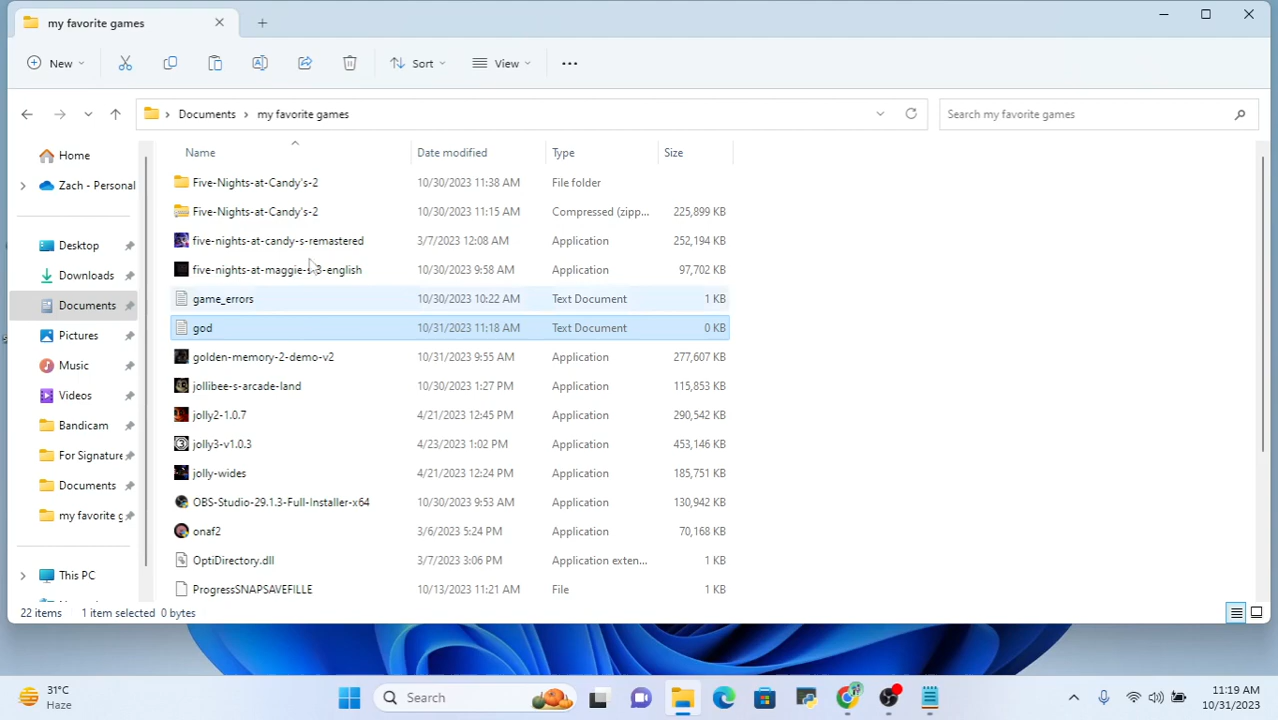 my favorite games
New
Sort
View
Documents > my favorite games
Search my favorite games
Name Date modified Type Size
Home
Zach - Personal
Desktop
Downloads
Documents
Pictures
Music
Videos
Bandicam
For Signature
Documents
my favorite g
This PC
Five-Nights-at-Candy's-2 10/30/2023 11:38 AM File folder
Five-Nights-at-Candy's-2 10/30/2023 11:15 AM Compressed (zipp... 225,899 KB
five-nights-at-candy-s-remastered 3/7/2023 12:08 AM Application 252,194 KB
five-nights-at-maggie-s-3-english 10/30/2023 9:58 AM Application 97,702 KB
game_errors 10/30/2023 10:22 AM Text Document 1 KB
god 10/31/2023 11:18 AM Text Document 0 KB
golden-memory-2-demo-v2 10/31/2023 9:55 AM Application 277,607 KB
jollibee-s-arcade-land 10/30/2023 1:27 PM Application 115,853 KB
jolly2-1.0.7 4/21/2023 12:45 PM Application 290,542 KB
jolly3-v1.0.3 4/23/2023 1:02 PM Application 453,146 KB
jolly-wides 4/21/2023 12:24 PM Application 185,751 KB
OBS-Studio-29.1.3-Full-Installer-x64 10/30/2023 9:53 AM Application 130,942 KB
onaf2 3/6/2023 5:24 PM Application 70,168 KB
OptiDirectory.dll 3/7/2023 3:06 PM Application exten... 1 KB
ProgressSNAPSAVEFILLE 10/13/2023 11:21 AM File 1 KB
22 items 1 item selected 0 bytes
31°C
Haze
Search
11:19 AM
10/31/2023